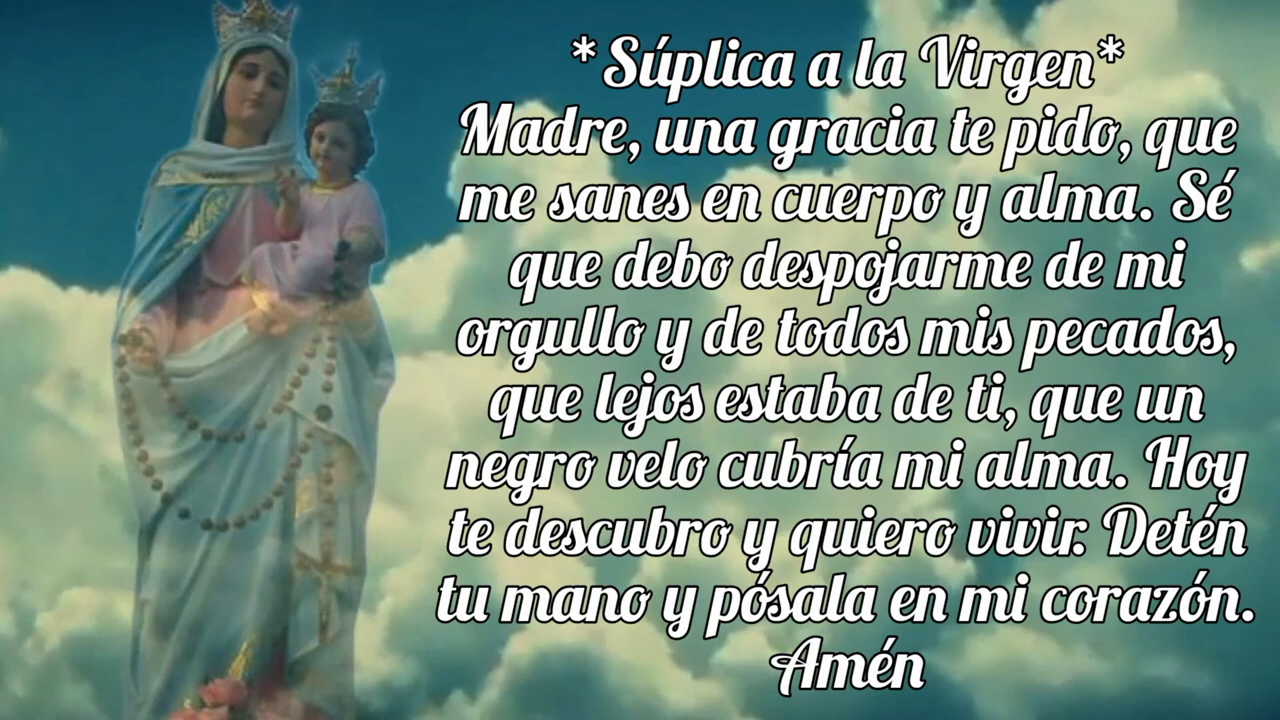 *Súplica a la Virgen*
Madre, una gracia te pido, que
me sanes en cuerpo y alma. Sé
que debo despojarme de mi
orgullo y de todos mis pecados,
que lejos estaba de ti, que un
negro velo cubría mi alma. Hoy
te descubro y quiero vivir. Detén
tu mano y pósala en mi corazón.
Amén